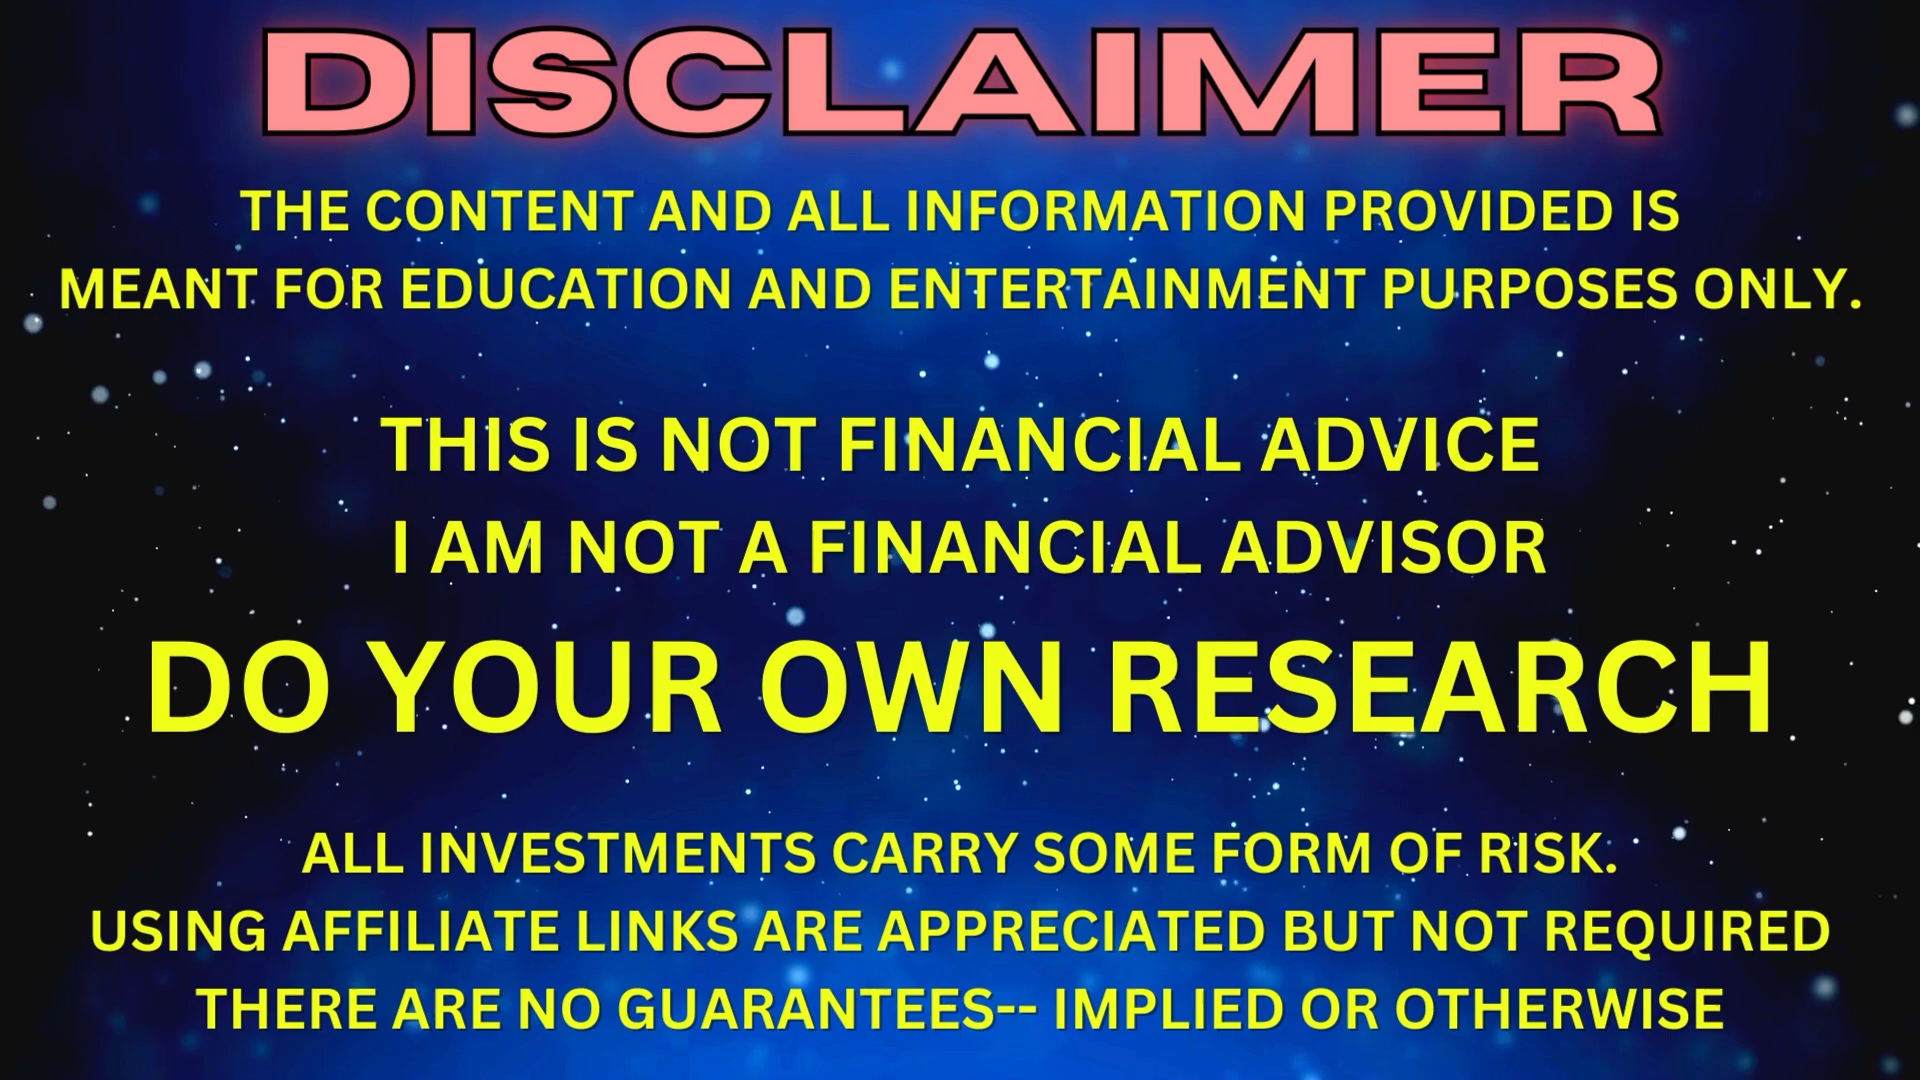 DISCLAIMER
THE CONTENT AND ALL INFORMATION PROVIDED IS
MEANT FOR EDUCATION AND ENTERTAINMENT PURPOSES ONLY.
THIS IS NOT FINANCIAL ADVICE
I AM NOT A FINANCIAL ADVISOR
DO YOUR OWN RESEARCH
ALL INVESTMENTS CARRY SOME FORM OF RISK.
USING AFFILIATE LINKS ARE APPRECIATED BUT NOT REQUIRED
THERE ARE NO GUARANTEES-- IMPLIED OR OTHERWISE